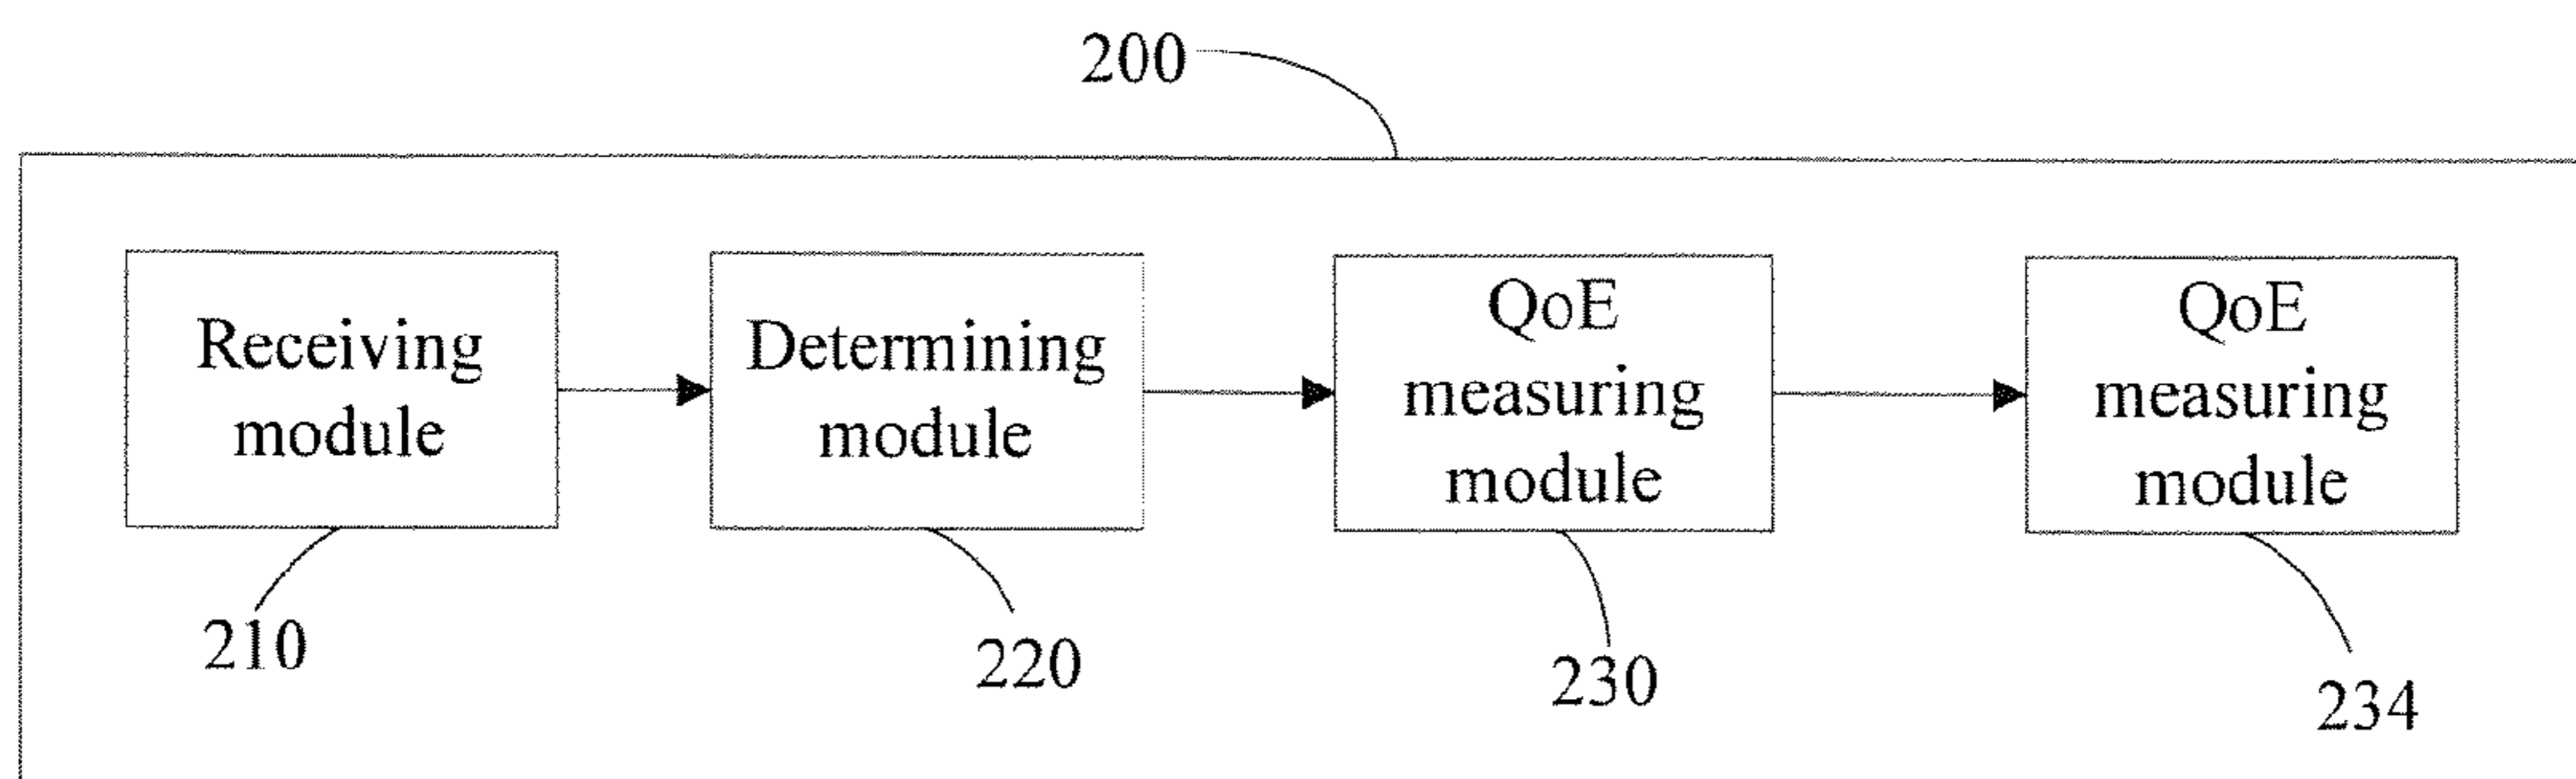 200
Receiving
module
Determining
module
QoE
measuring
module
QoE
measuring
module
210
220
230
234